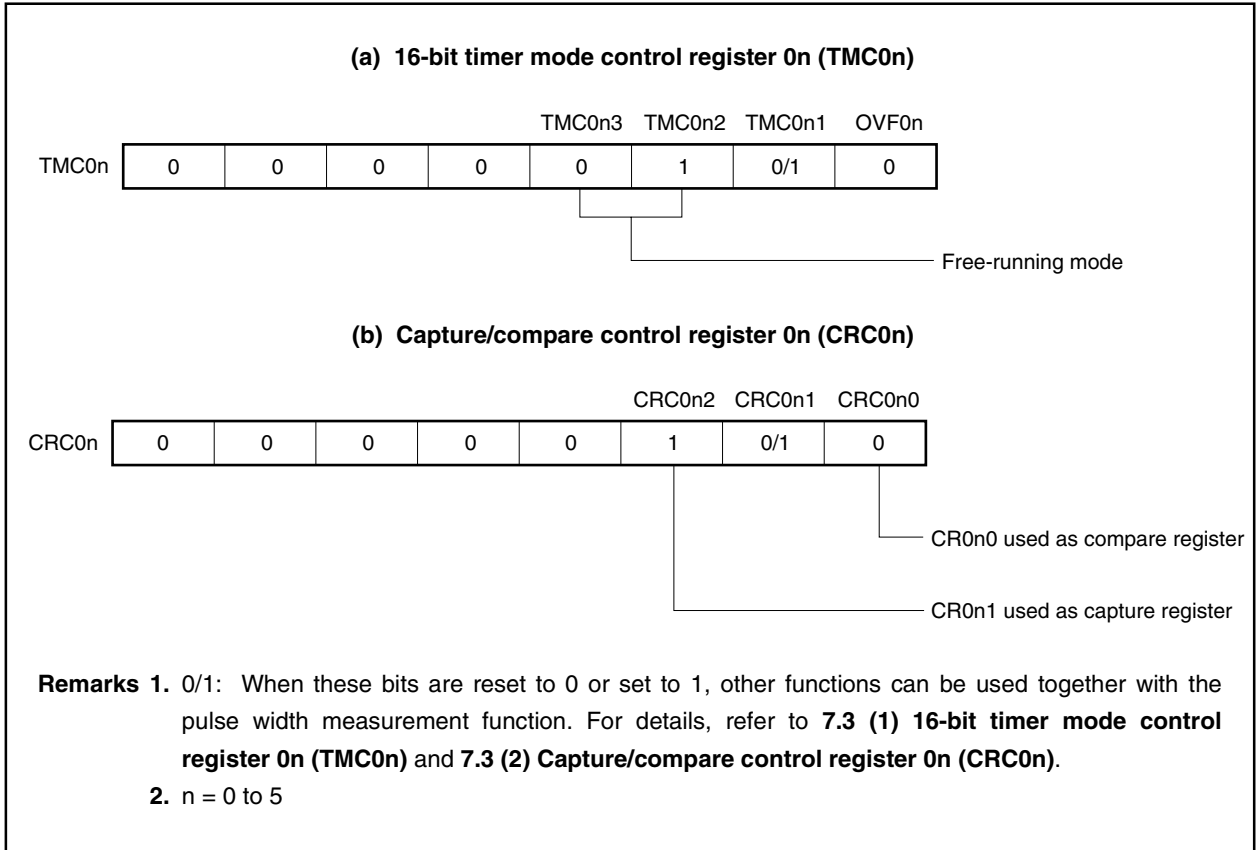 (a) 16-bit timer mode control register 0n (TMC0n)
TMC0n3 TMC0n2 TMC0n1 OVF0n
TMC0n 0 0 0 0 0 1 0/1 0
Free-running mode
(b) Capture/compare control register 0n (CRC0n)
CRC0n2 CRC0n1 CRC0n0
CRC0n 0 0 0 0 0 1 0/1 0
CR0n0 used as compare register
CR0n1 used as capture register
Remarks 1. 0/1: When these bits are reset to 0 or set to 1, other functions can be used together with the
pulse width measurement function. For details, refer to 7.3 (1) 16-bit timer mode control
register 0n (TMC0n) and 7.3 (2) Capture/compare control register 0n (CRC0n).
2. n = 0 to 5